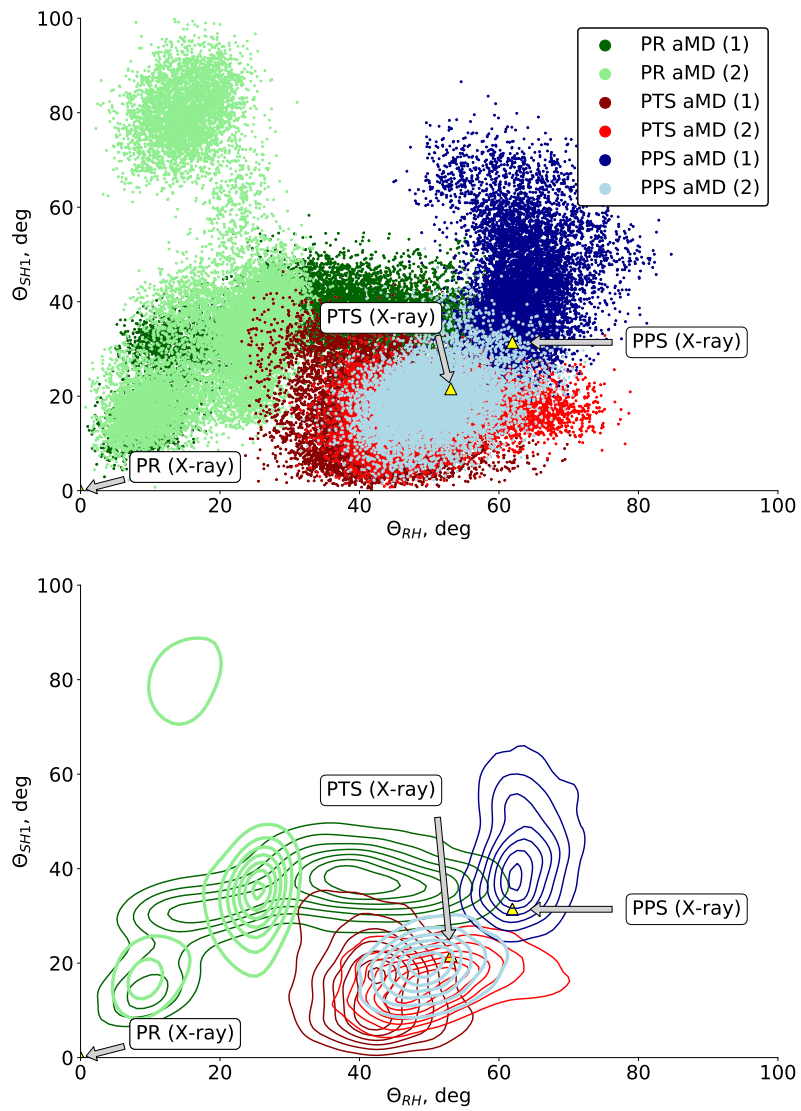 100
80
60
40
20
0
Θ_SH1, deg
PR aMD (1)
PR aMD (2)
PTS aMD (1)
PTS aMD (2)
PPS aMD (1)
PPS aMD (2)
PTS (X-ray)
PPS (X-ray)
PR (X-ray)
0 20 40 60 80 100
Θ_RH, deg
100
80
60
40
20
0
Θ_SH1, deg
PTS (X-ray)
PPS (X-ray)
PR (X-ray)
0 20 40 60 80 100
Θ_RH, deg